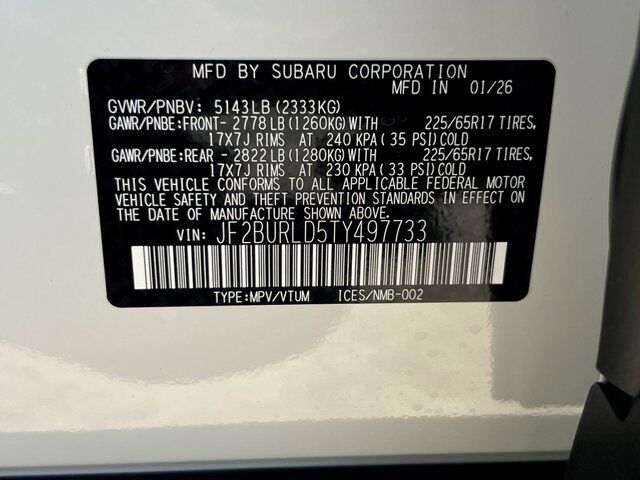 MFD BY SUBARU CORPORATION
MFD IN 01/26
GVWR/PNBV: 5143LB (2333KG)
GAWR/PNBE:FRONT- 2778 LB (1260KG) WITH 225/65R17 TIRES,
17X7J RIMS AT 240 KPA (35 PSI) COLD
GAWR/PNBE:REAR - 2822 LB (1280KG) WITH 225/65R17 TIRES,
17X7J RIMS AT 230 KPA (33 PSI) COLD
THIS VEHICLE CONFORMS TO ALL APPLICABLE FEDERAL MOTOR
VEHICLE SAFETY AND THEFT PREVENTION STANDARDS IN EFFECT
ON THE DATE OF MANUFACTURE SHOWN ABOVE.
VIN: JF2BURLD5TY497733
TYPE:MPV/VTUM ICES/NMB-002